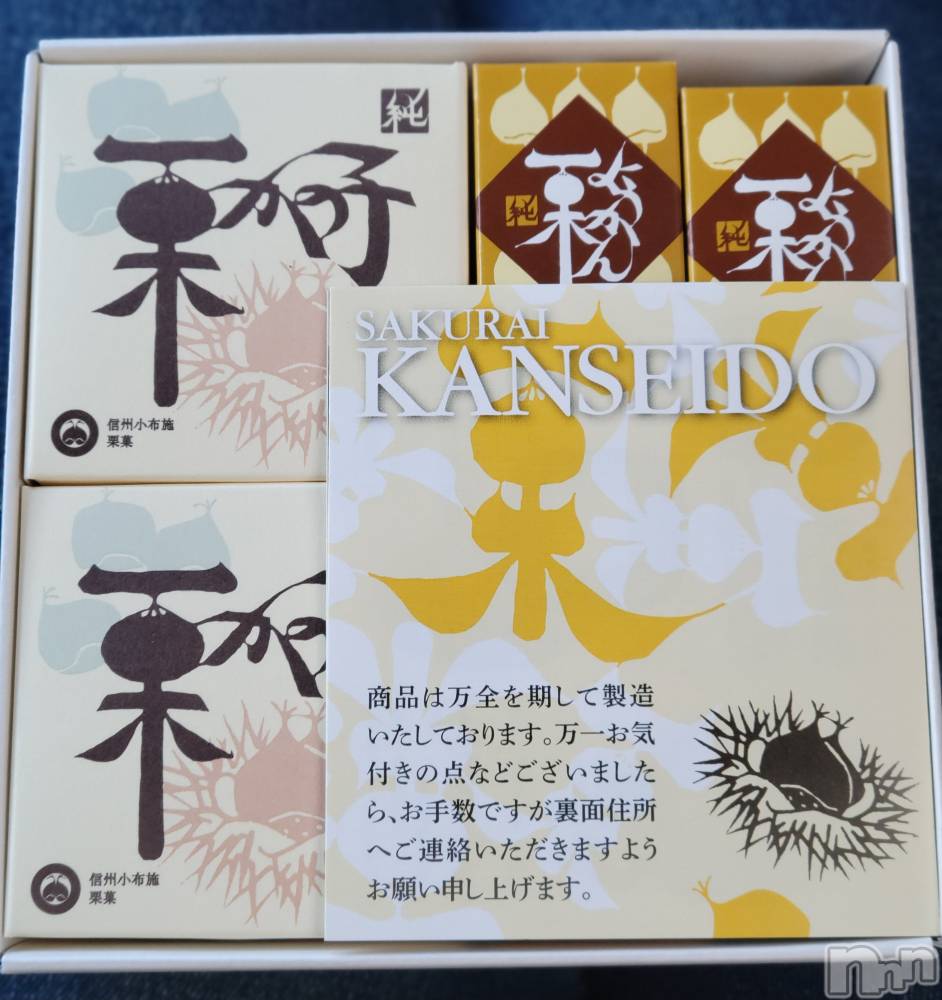 純
栗かの子
信州小布施
栗菓
純
栗ようかん
純
栗ようか
栗かの
信州小布施
栗菓
SAKURAI
KANSEIDO
栗
商品は万全を期して製造
いたしております。万一お気
付きの点などございました
ら、お手数ですが裏面住所
へご連絡いただきますよう
お願い申し上げます。
nnn